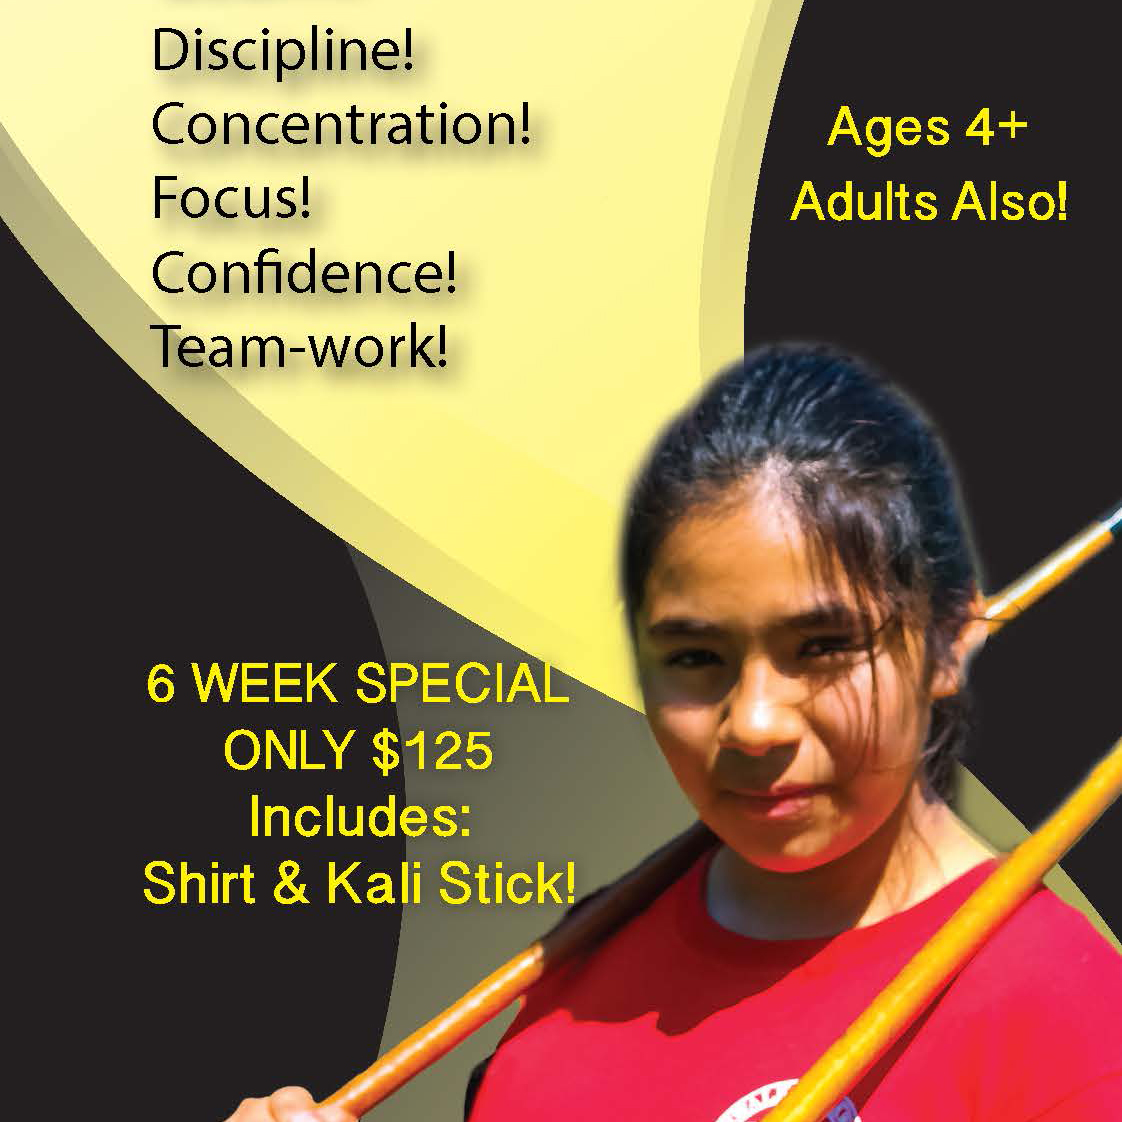 Discipline!
Concentration!
Focus!
Confidence!
Team-work!
Ages 4+
Adults Also!
6 WEEK SPECIAL
ONLY $125
Includes:
Shirt & Kali Stick!